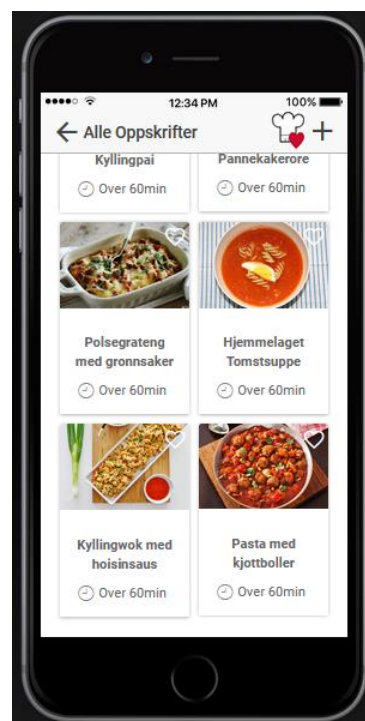 12:34 PM
100%
Alle Oppskrifter
Kyllingpai
Pannekakerore
Over 60min
Over 60min
Polsegrateng
med gronnsaker
Over 60min
Hjemmelaget
Tomstsuppe
Over 60min
Kyllingwok med
hoisinsaus
Over 60min
Pasta med
kjottboller
Over 60min